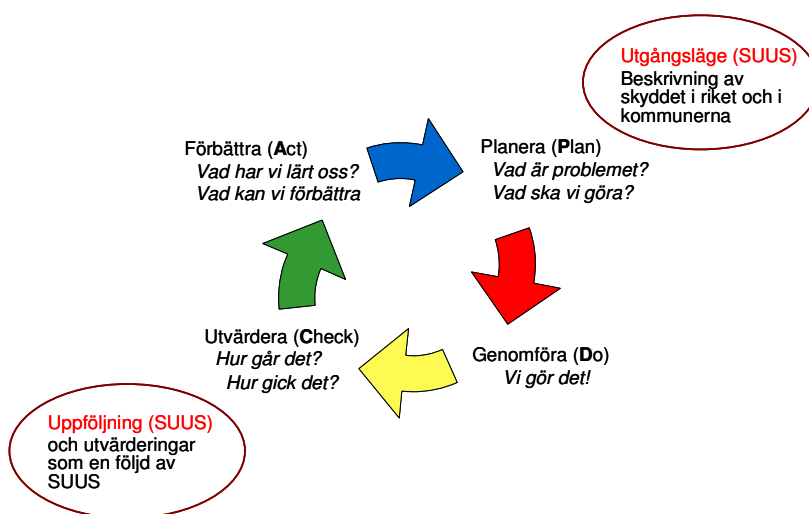 Utgångsläge (SUUS)
Beskrivning av
skyddet i riket och i
kommunerna
Förbättra (Act)
Vad har vi lärt oss?
Vad kan vi förbättra
Planera (Plan)
Vad är problemet?
Vad ska vi göra?
Utvärdera (Check)
Hur går det?
Hur gick det?
Genomföra (Do)
Vi gör det!
Uppföljning (SUUS)
och utvärderingar
som en följd av
SUUS